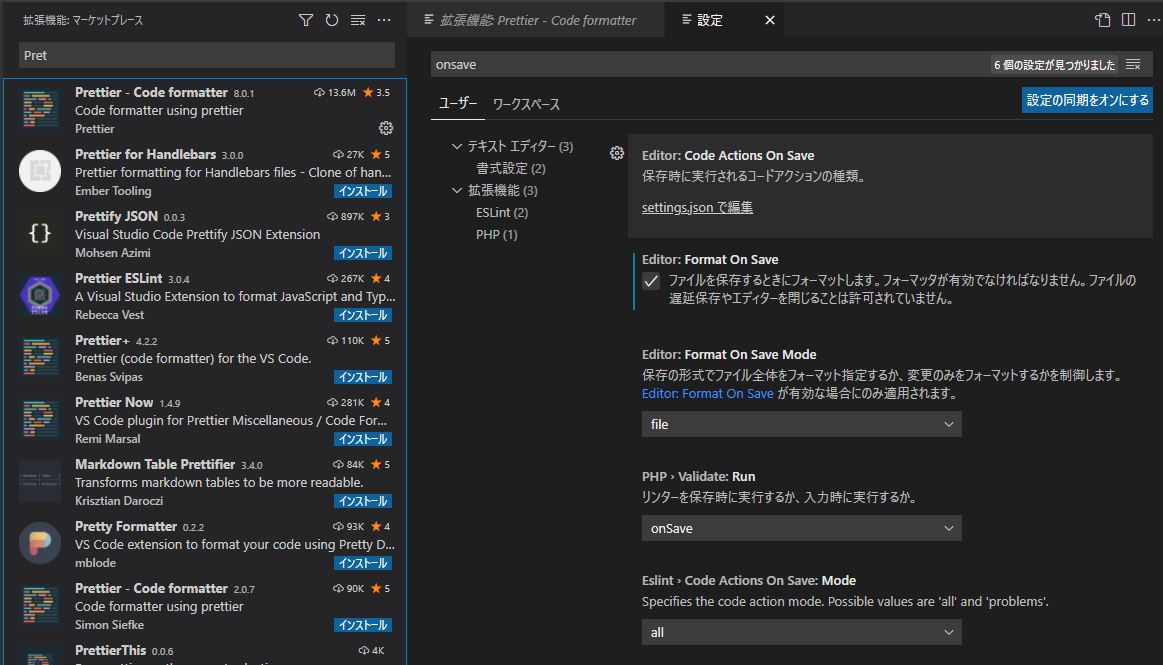 拡張機能: マーケットプレース
Pret
Prettier - Code formatter 8.0.1 13.6M 3.5
Code formatter using prettier
Prettier
Prettier for Handlebars 3.0.0 27K 5
Prettier formatting for Handlebars files - Clone of han...
Ember Tooling インストール
Prettify JSON 0.0.3 897K 3
Visual Studio Code Prettify JSON Extension
Mohsen Azimi インストール
Prettier ESLint 3.0.4 267K 4
A Visual Studio Extension to format JavaScript and Typ...
Rebecca Vest インストール
Prettier+ 4.2.2 110K 5
Prettier (code formatter) for the VS Code.
Benas Svipas インストール
Prettier Now 1.4.9 281K 4
VS Code plugin for Prettier Miscellaneous / Code For...
Remi Marsal インストール
Markdown Table Prettifier 3.4.0 84K 5
Transforms markdown tables to be more readable.
Krisztian Daroczi インストール
Pretty Formatter 0.2.2 93K 4
VS Code extension to format your code using Pretty D...
mblode インストール
Prettier - Code formatter 2.0.7 90K 5
Code formatter using prettier
Simon Siefke インストール
PrettierThis 0.0.6 4K
拡張機能: Prettier - Code formatter
設定
onsave
6 個の設定が見つかりました
ユーザー ワークスペース
設定の同期をオンにする
テキスト エディター (3)
書式設定 (2)
拡張機能 (3)
ESLint (2)
PHP (1)
Editor: Code Actions On Save
保存時に実行されるコードアクションの種類。
settings.json で編集
Editor: Format On Save
ファイルを保存するときにフォーマットします。フォーマッタが有効でなければなりません。ファイルの
遅延保存やエディターを閉じることは許可されていません。
Editor: Format On Save Mode
保存の形式でファイル全体をフォーマット指定するか、変更のみをフォーマットするかを制御します。
Editor: Format On Save が有効な場合にのみ適用されます。
file
PHP › Validate: Run
リンターを保存時に実行するか、入力時に実行するか。
onSave
Eslint › Code Actions On Save: Mode
Specifies the code action mode. Possible values are 'all' and 'problems'.
all